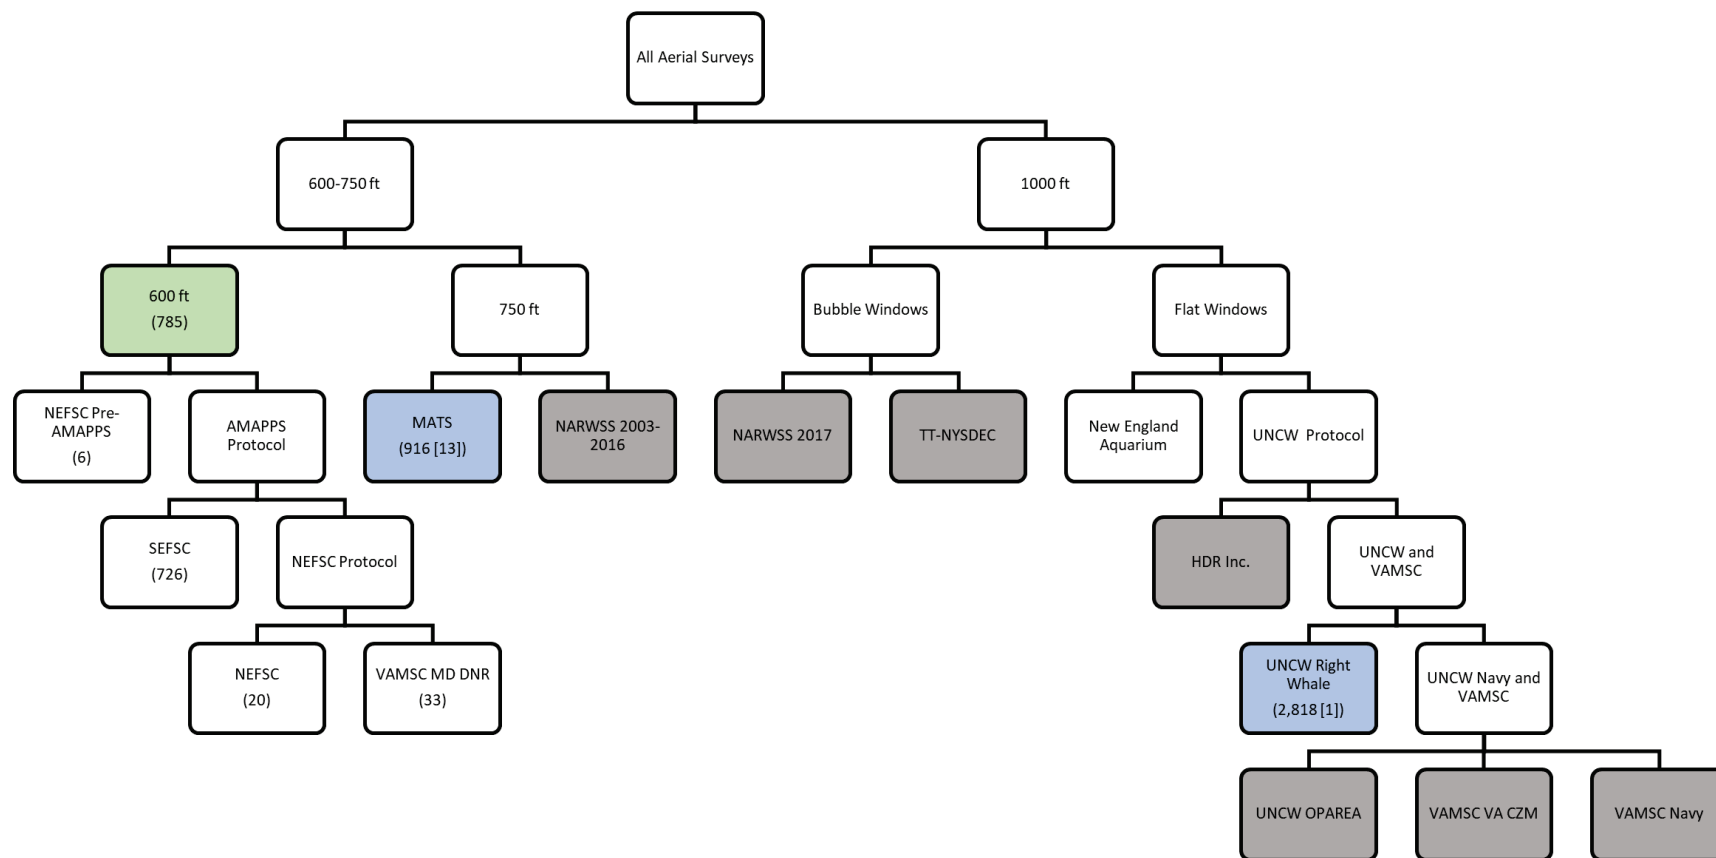 All Aerial Surveys
600-750 ft
1000 ft
600 ft
(785)
750 ft
Bubble Windows
Flat Windows
NEFSC Pre-
AMAPPS
(6)
AMAPPS
Protocol
MATS
(916 [13])
NARWSS 2003-
2016
NARWSS 2017
TT-NYSDEC
New England
Aquarium
UNCW Protocol
SEFSC
(726)
NEFSC Protocol
HDR Inc.
UNCW and
VAMSC
NEFSC
(20)
VAMSC MD DNR
(33)
UNCW Right
Whale
(2,818 [1])
UNCW Navy and
VAMSC
UNCW OPAREA
VAMSC VA CZM
VAMSC Navy